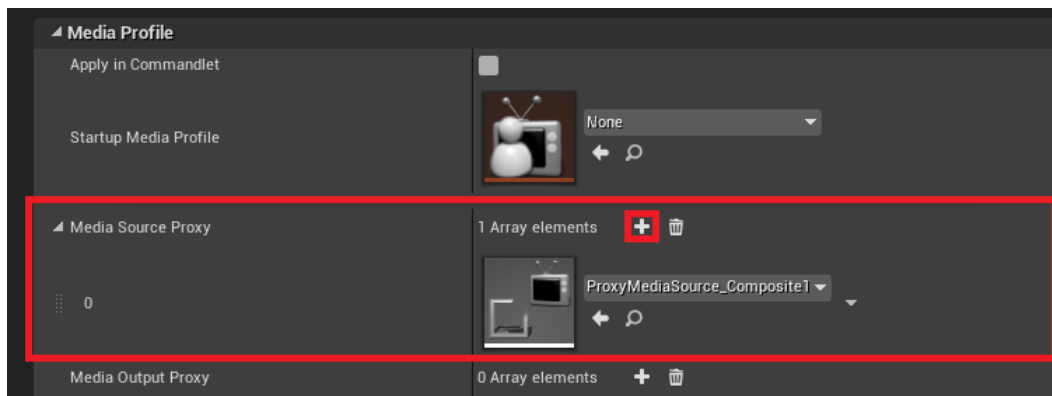 Media Profile
Apply in Commandlet
Startup Media Profile
None
Media Source Proxy
1 Array elements
0
ProxyMediaSource_Composite1
Media Output Proxy
0 Array elements